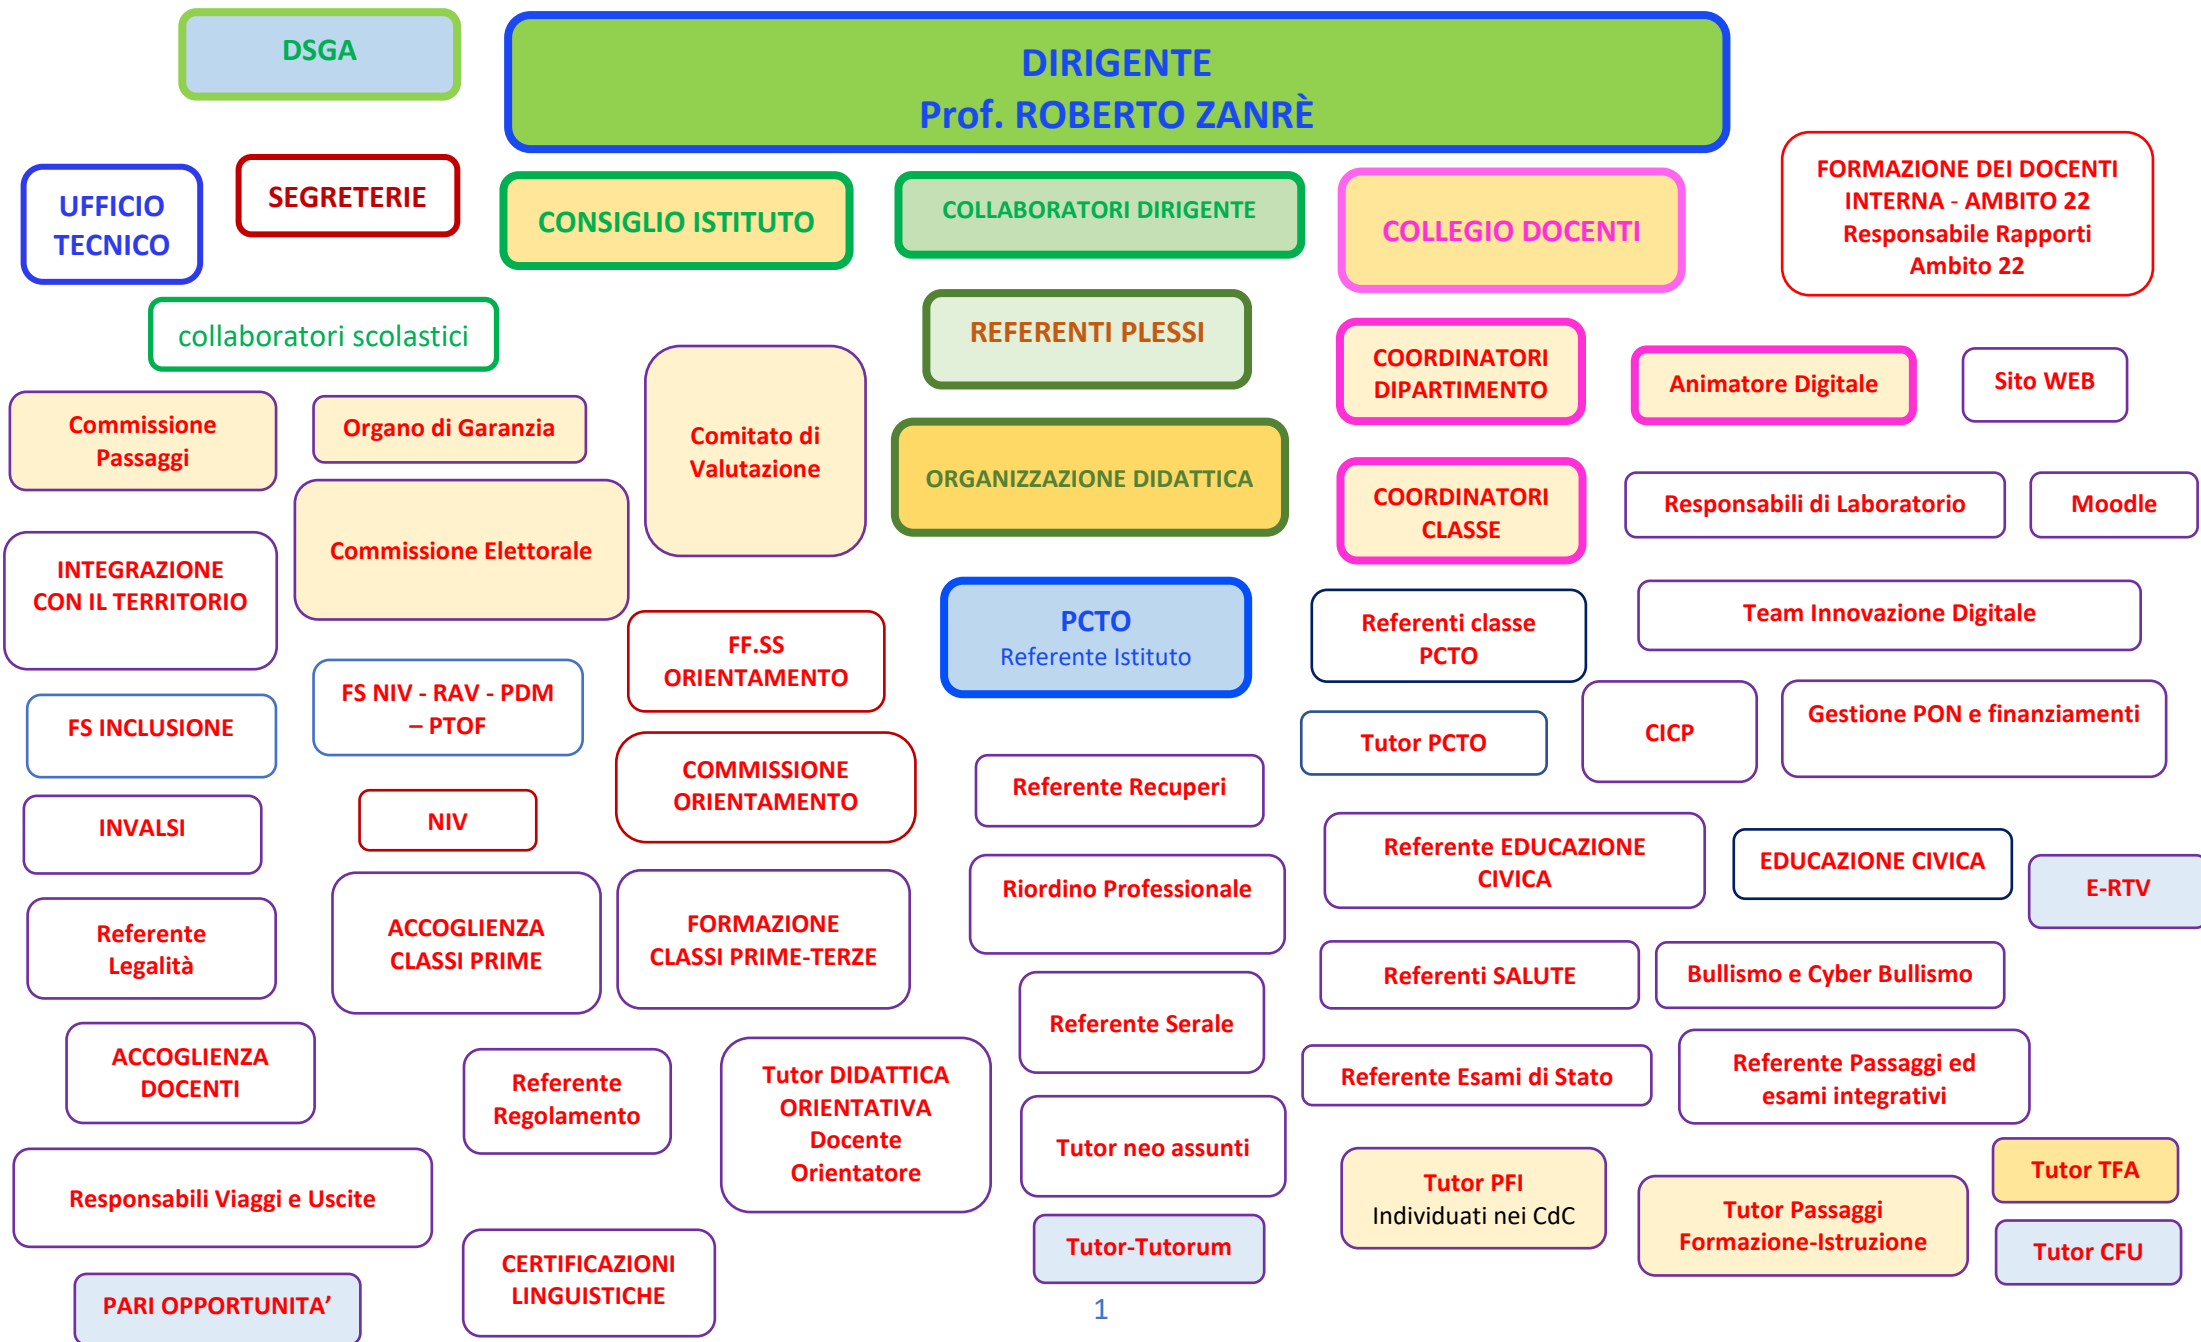 DSGA
DIRIGENTE
Prof. ROBERTO ZANRÈ
UFFICIO
TECNICO
SEGRETERIE
CONSIGLIO ISTITUTO
COLLABORATORI DIRIGENTE
COLLEGIO DOCENTI
FORMAZIONE DEI DOCENTI
INTERNA - AMBITO 22
Responsabile Rapporti
Ambito 22
collaboratori scolastici
REFERENTI PLESSI
COORDINATORI
DIPARTIMENTO
Animatore Digitale
Sito WEB
Commissione
Passaggi
Organo di Garanzia
Comitato di
Valutazione
ORGANIZZAZIONE DIDATTICA
COORDINATORI
CLASSE
Responsabili di Laboratorio
Moodle
Commissione Elettorale
INTEGRAZIONE
CON IL TERRITORIO
FF.SS
ORIENTAMENTO
PCTO
Referente Istituto
Referenti classe
PCTO
Team Innovazione Digitale
FS INCLUSIONE
FS NIV - RAV - PDM
– PTOF
Tutor PCTO
CICP
Gestione PON e finanziamenti
COMMISSIONE
ORIENTAMENTO
Referente Recuperi
INVALSI
NIV
Referente EDUCAZIONE
CIVICA
EDUCAZIONE CIVICA
E-RTV
Referente
Legalità
ACCOGLIENZA
CLASSI PRIME
FORMAZIONE
CLASSI PRIME-TERZE
Riordino Professionale
Referenti SALUTE
Bullismo e Cyber Bullismo
Referente Serale
ACCOGLIENZA
DOCENTI
Referente
Regolamento
Tutor DIDATTICA
ORIENTATIVA
Docente
Orientatore
Referente Esami di Stato
Referente Passaggi ed
esami integrativi
Tutor neo assunti
Responsabili Viaggi e Uscite
Tutor PFI
Individuati nei CdC
Tutor Passaggi
Formazione-Istruzione
Tutor TFA
Tutor-Tutorum
Tutor CFU
CERTIFICAZIONI
LINGUISTICHE
PARI OPPORTUNITA’
1